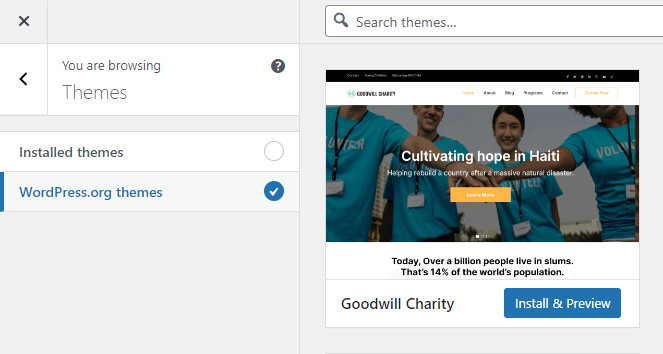 Search themes...
You are browsing
Themes
Installed themes
WordPress.org themes
GOODWILL CHARITY
Home
About
Blog
Programs
Contact
Donate Now
VOLUNTEER
Cultivating hope in Haiti
Helping rebuild a country after a massive natural disaster.
Learn More
Today, Over a billion people live in slums.
That's 14% of the world's population.
Goodwill Charity
Install & Preview